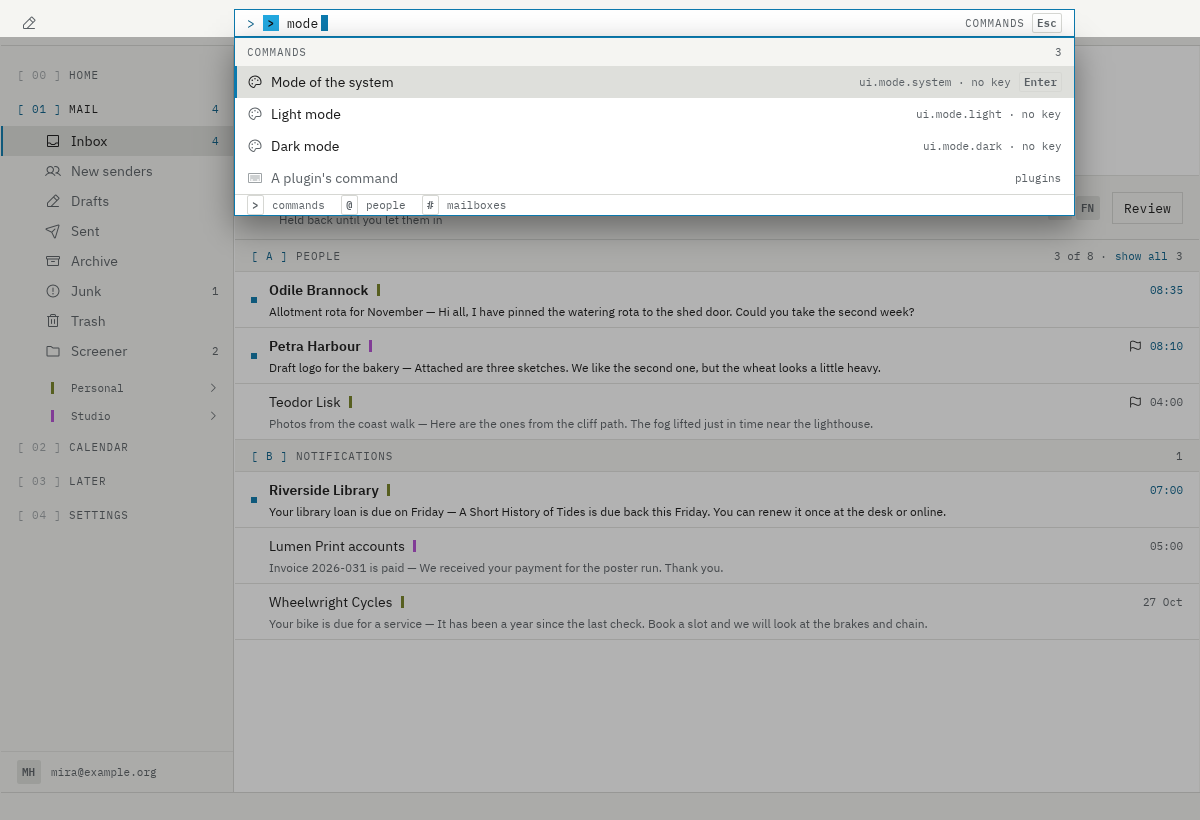 > > mode COMMANDS Esc
COMMANDS 3
Mode of the system ui.mode.system · no key Enter
Light mode ui.mode.light · no key
Dark mode ui.mode.dark · no key
A plugin's command plugins
> commands @ people # mailboxes
[ 00 ] HOME
[ 01 ] MAIL 4
Inbox 4
New senders
Drafts
Sent
Archive
Junk 1
Trash
Screener 2
Personal
Studio
[ 02 ] CALENDAR
[ 03 ] LATER
[ 04 ] SETTINGS
MH mira@example.org
Held back until you let them in
FN Review
[ A ] PEOPLE 3 of 8 · show all 3
Odile Brannock 08:35
Allotment rota for November — Hi all, I have pinned the watering rota to the shed door. Could you take the second week?
Petra Harbour 08:10
Draft logo for the bakery — Attached are three sketches. We like the second one, but the wheat looks a little heavy.
Teodor Lisk 04:00
Photos from the coast walk — Here are the ones from the cliff path. The fog lifted just in time near the lighthouse.
[ B ] NOTIFICATIONS 1
Riverside Library 07:00
Your library loan is due on Friday — A Short History of Tides is due back this Friday. You can renew it once at the desk or online.
Lumen Print accounts 05:00
Invoice 2026-031 is paid — We received your payment for the poster run. Thank you.
Wheelwright Cycles 27 Oct
Your bike is due for a service — It has been a year since the last check. Book a slot and we will look at the brakes and chain.